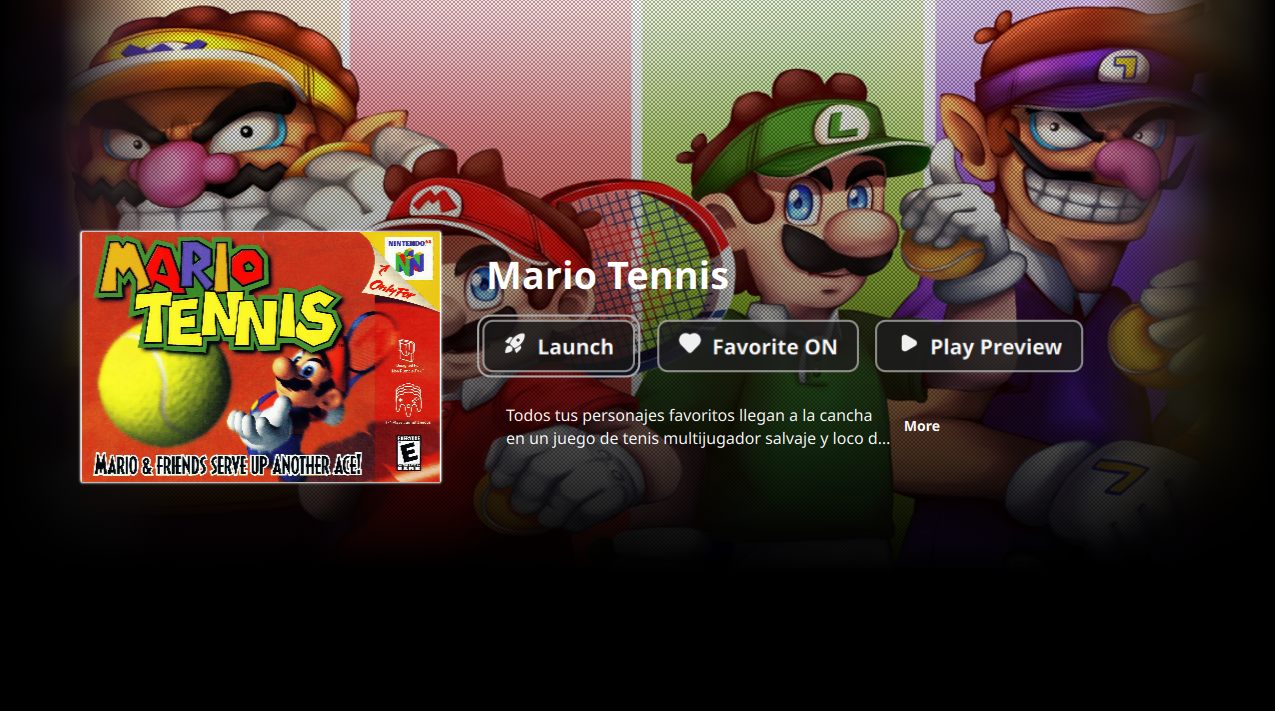 L
M
MARIO
TENNIS
NINTENDO 64
Only For
E
MARIO & FRIENDS SERVE UP ANOTHER ACE!
Mario Tennis
Launch
Favorite ON
Play Preview
Todos tus personajes favoritos llegan a la cancha
en un juego de tenis multijugador salvaje y loco d...
More